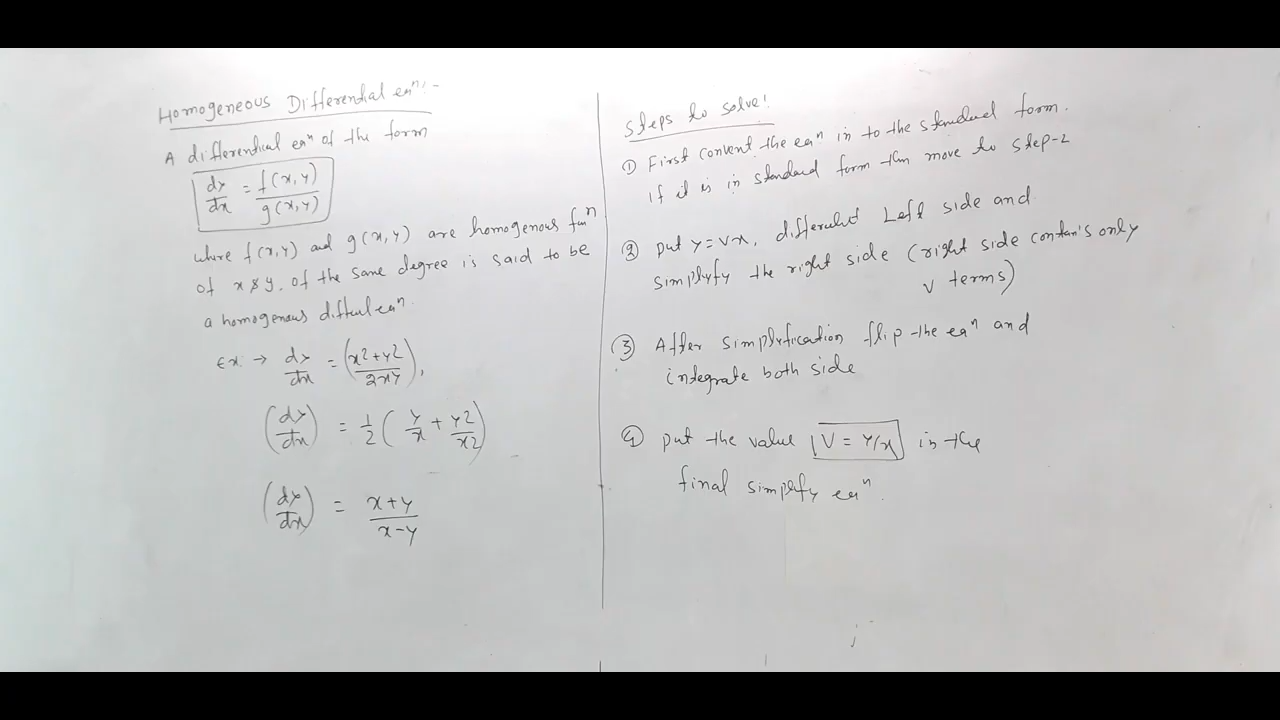 Homogeneous Differential eqⁿ:-
A differential eqⁿ of the form
dy/dx = f(x,y)/g(x,y)
where f(x,y) and g(x,y) are homogenous funⁿ
of x & y, of the same degree is said to be
a homogenous diffual eqⁿ.
Ex: → dy/dx = (x2+y2/2xy),
(dy/dx) = 1/2 (y/x + y2/x2)
(dy/dx) = x+y/x-y
Steps to solve!
① First convent the eqⁿ in to the standard form.
if it is in standard form then move to step-2
② put y=vx, differentiate Left side and
simplyfy the right side (right side contan's only
v terms)
③ After simplyfication flip the eqⁿ and
integrate both side
④ put the value V = y/x in the
final simplify eqⁿ.